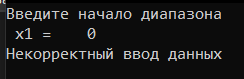 Введите начало диапазона
x1 =    0
Некорректный ввод данных